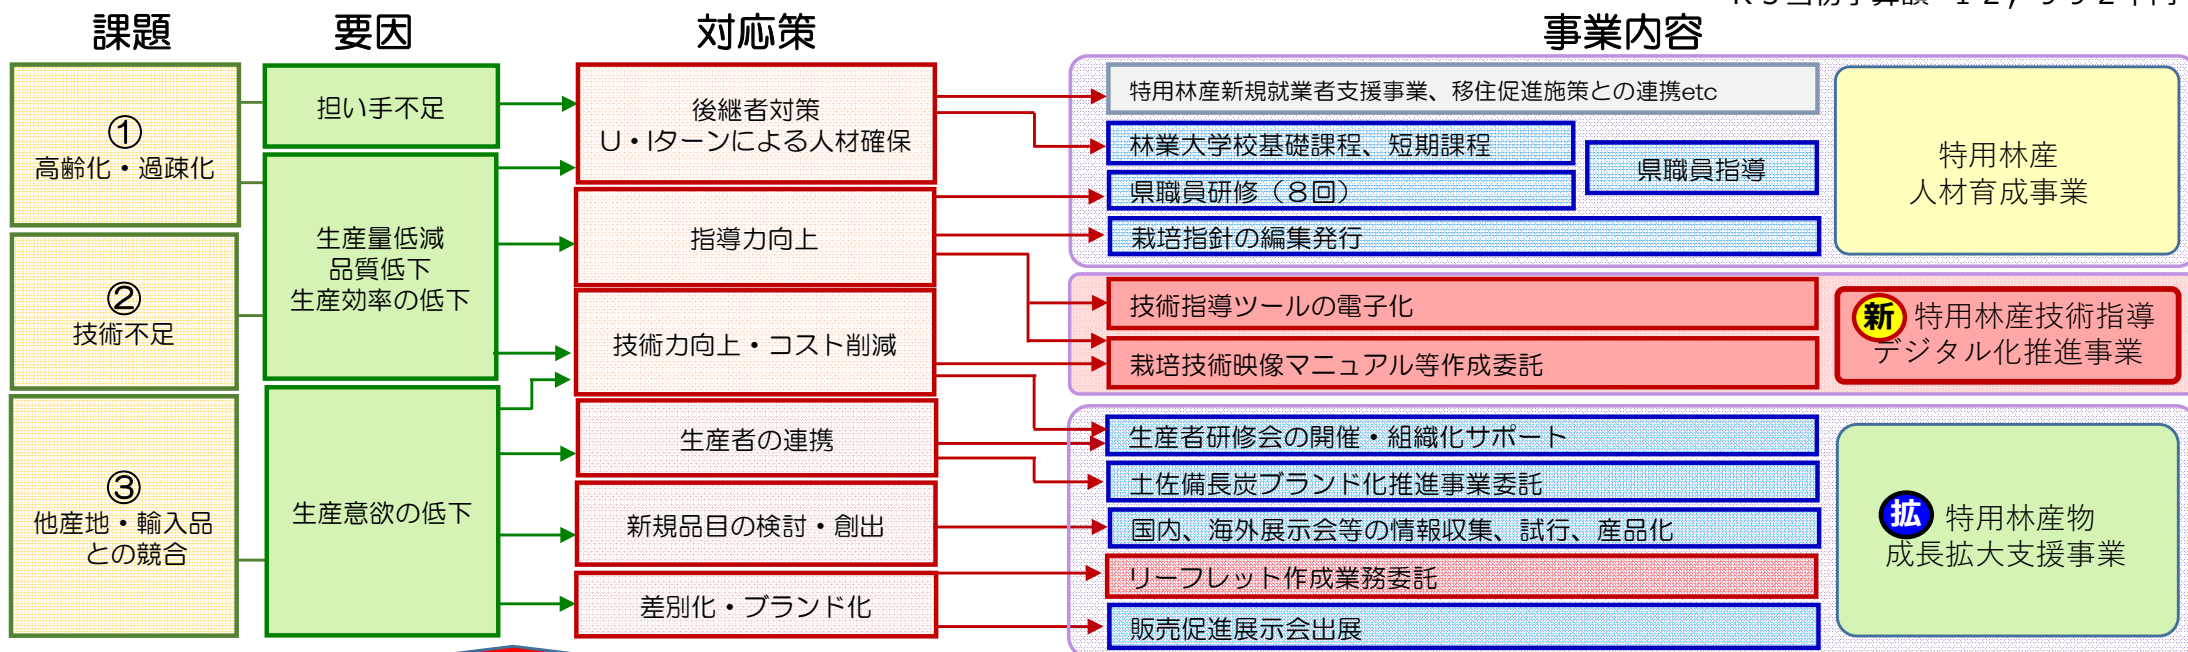 課題
要因
対応策
事業内容
①
高齢化・過疎化
②
技術不足
③
他産地・輸入品
との競合
担い手不足
生産量低減
品質低下
生産効率の低下
生産意欲の低下
後継者対策
U・Iターンによる人材確保
指導力向上
技術力向上・コスト削減
生産者の連携
新規品目の検討・創出
差別化・ブランド化
特用林産新規就業者支援事業、移住促進施策との連携etc
林業大学校基礎課程、短期課程
県職員指導
県職員研修（8回）
栽培指針の編集発行
特用林産
人材育成事業
技術指導ツールの電子化
栽培技術映像マニュアル等作成委託
新 特用林産技術指導
デジタル化推進事業
生産者研修会の開催・組織化サポート
土佐備長炭ブランド化推進事業委託
国内、海外展示会等の情報収集、試行、産品化
リーフレット作成業務委託
販売促進展示会出展
拡 特用林産物
成長拡大支援事業